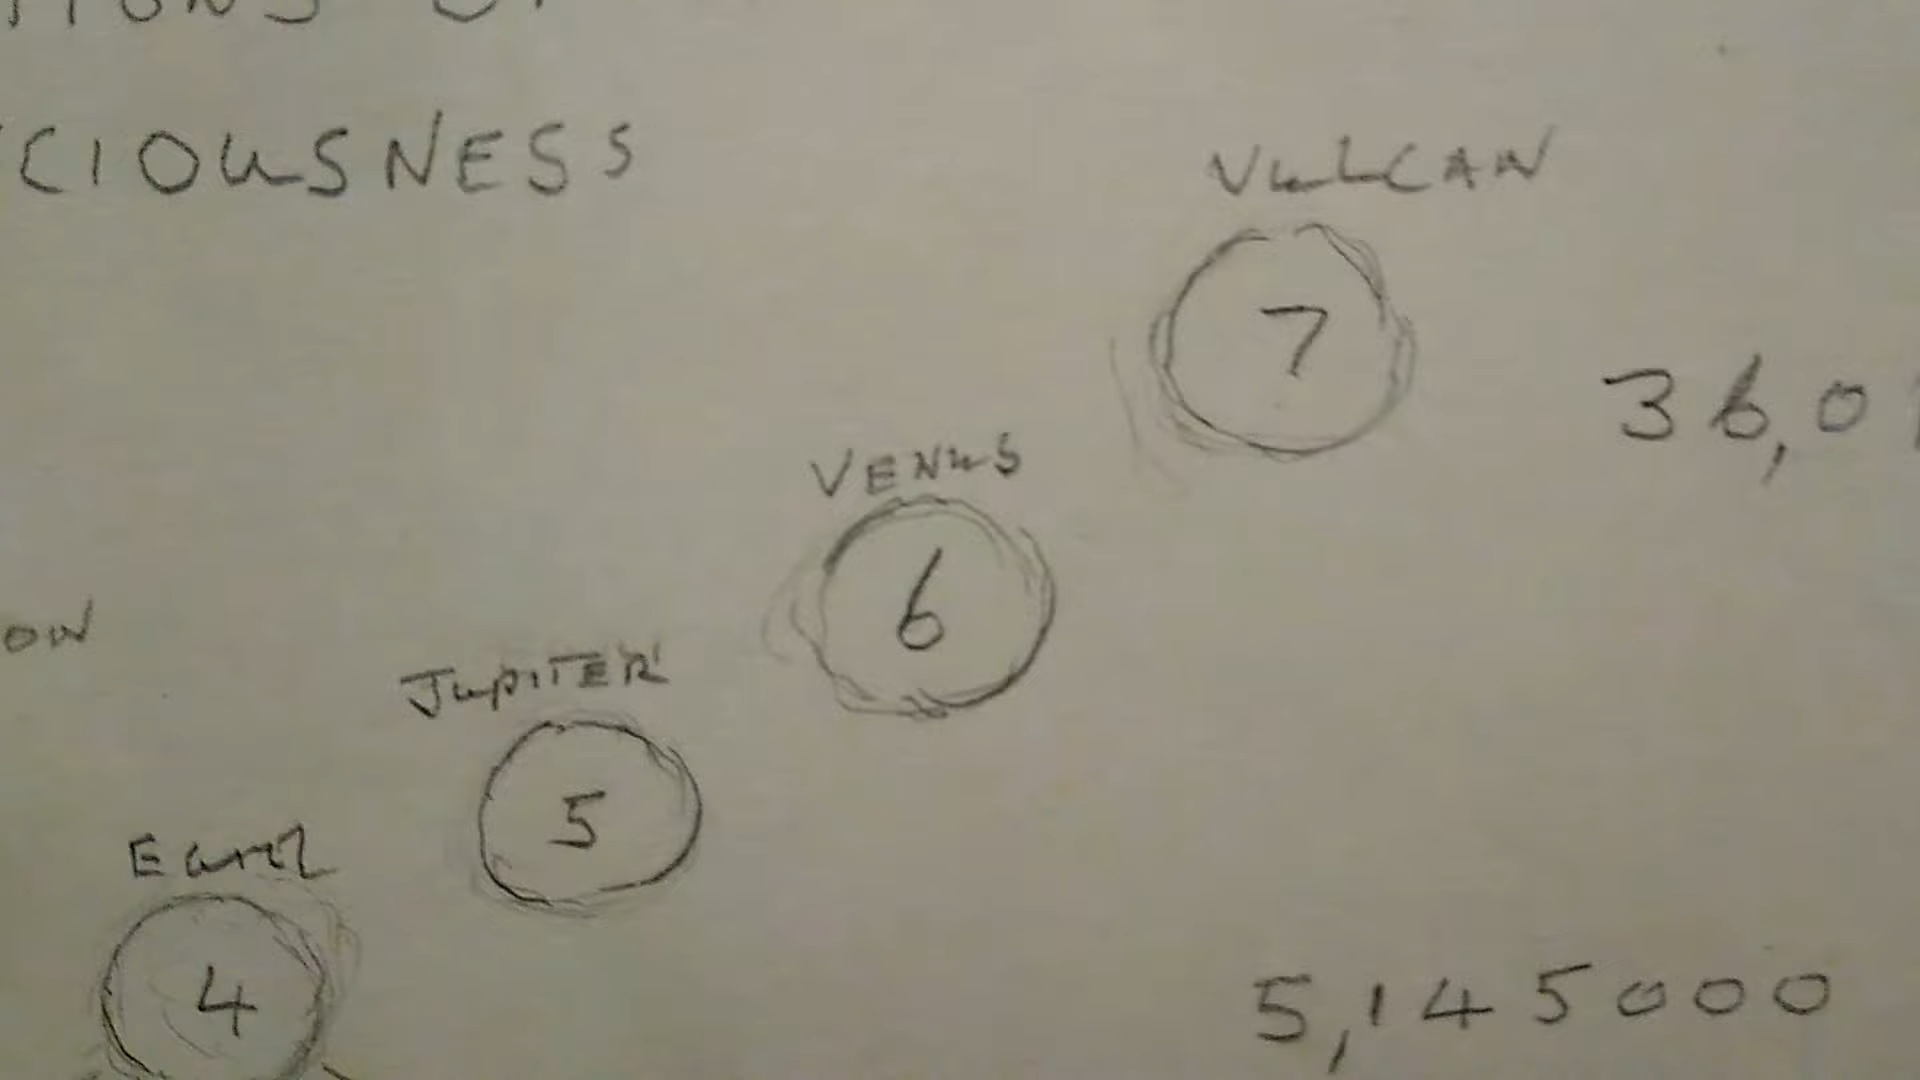 CIOUSNESS
VULCAN
7
36,0
VENUS
6
OW
JUPITER
5
Earth
4
5,145000